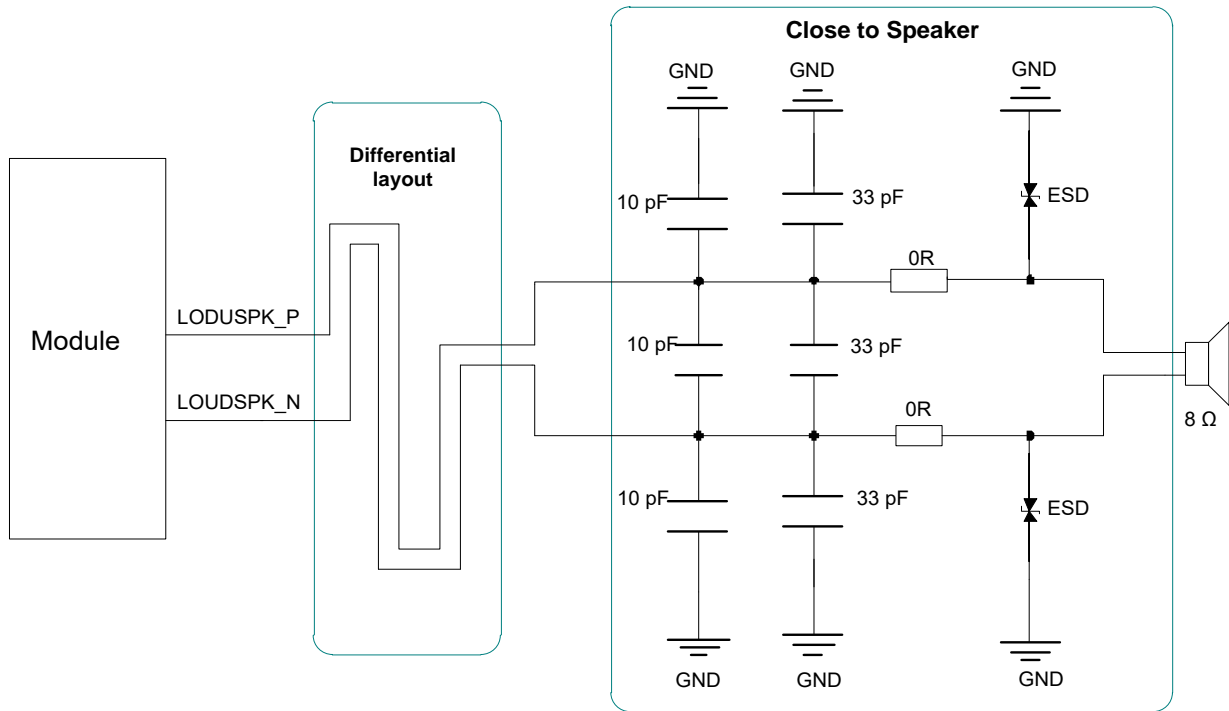 Close to Speaker
GND
GND
GND
Differential
layout
10 pF
33 pF
ESD
0R
LODUSPK_P
Module
10 pF
33 pF
LOUDSPK_N
0R
8 Ω
10 pF
33 pF
ESD
GND
GND
GND